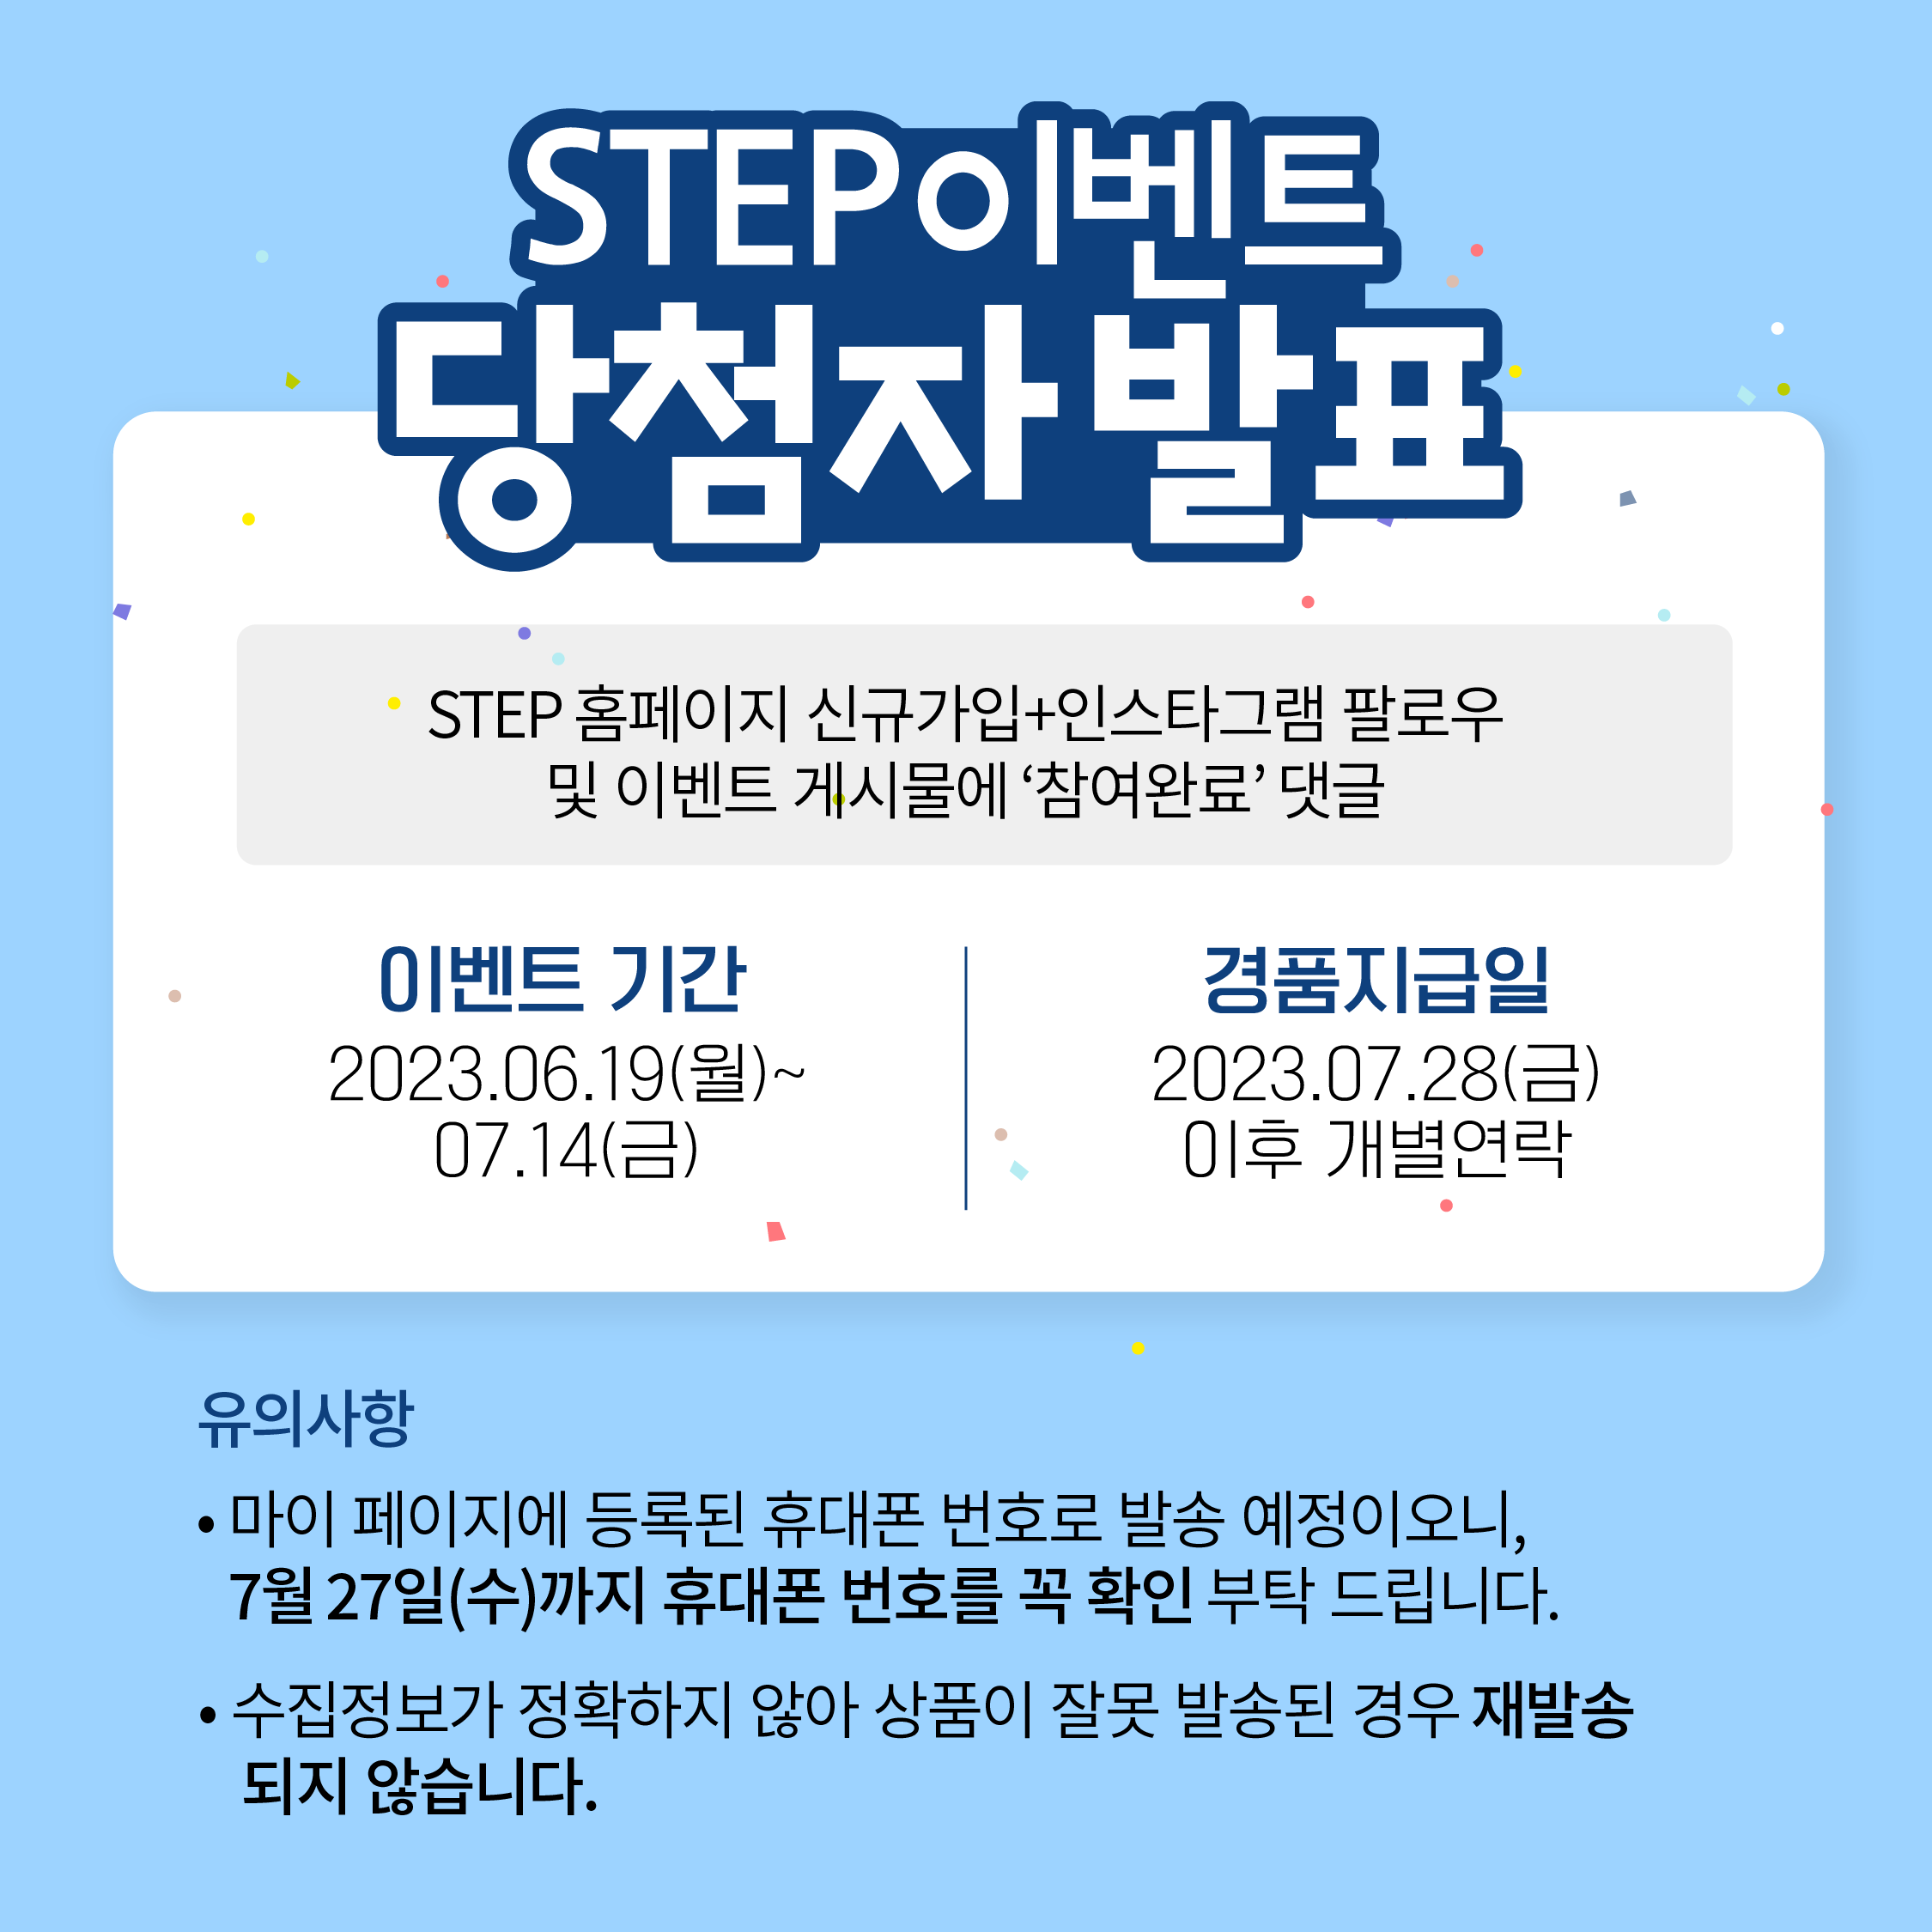 STEP이벤트
당첨자 발표
STEP 홈페이지 신규가입+인스타그램 팔로우
및 이벤트 게시물에 ‘참여완료’ 댓글
이벤트 기간
2023.06.19(월)~
07.14(금)
경품지급일
2023.07.28(금)
이후 개별연락
유의사항
• 마이 페이지에 등록된 휴대폰 번호로 발송 예정이오니,
7월 27일(수)까지 휴대폰 번호를 꼭 확인 부탁 드립니다.
• 수집정보가 정확하지 않아 상품이 잘못 발송된 경우 재발송
되지 않습니다.